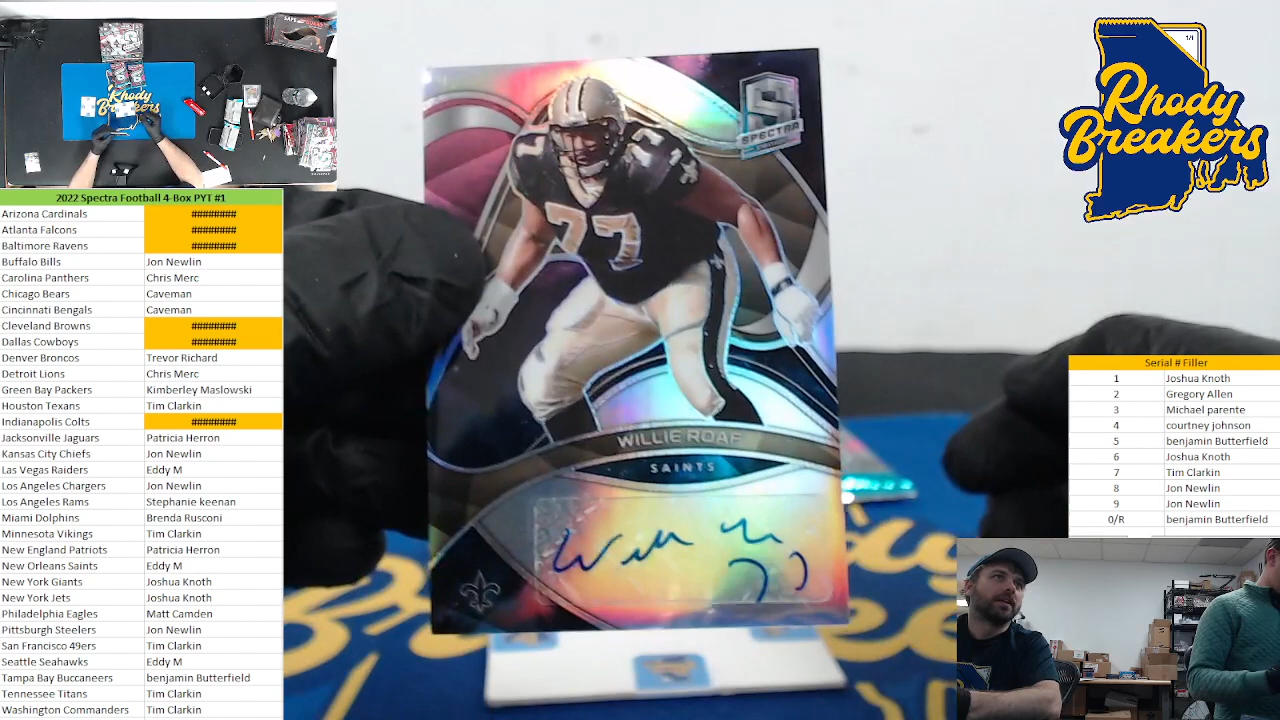 Rhody
Breakers
1/1
Rhody
Breakers
2022 Spectra Football 4-Box PYT #1
Arizona Cardinals ########
Atlanta Falcons ########
Baltimore Ravens ########
Buffalo Bills Jon Newlin
Carolina Panthers Chris Merc
Chicago Bears Caveman
Cincinnati Bengals Caveman
Cleveland Browns ########
Dallas Cowboys ########
Denver Broncos Trevor Richard
Detroit Lions Chris Merc
Green Bay Packers Kimberley Maslowski
Houston Texans Tim Clarkin
Indianapolis Colts ########
Jacksonville Jaguars Patricia Herron
Kansas City Chiefs Jon Newlin
Las Vegas Raiders Eddy M
Los Angeles Chargers Jon Newlin
Los Angeles Rams Stephanie keenan
Miami Dolphins Brenda Rusconi
Minnesota Vikings Tim Clarkin
New England Patriots Patricia Herron
New Orleans Saints Eddy M
New York Giants Joshua Knoth
New York Jets Joshua Knoth
Philadelphia Eagles Matt Camden
Pittsburgh Steelers Jon Newlin
San Francisco 49ers Tim Clarkin
Seattle Seahawks Eddy M
Tampa Bay Buccaneers benjamin Butterfield
Tennessee Titans Tim Clarkin
Washington Commanders Tim Clarkin
S
SPECTRA
77
77
WILLIE ROAF
SAINTS
77
Serial # Filler
1 Joshua Knoth
2 Gregory Allen
3 Michael parente
4 courtney johnson
5 benjamin Butterfield
6 Joshua Knoth
7 Tim Clarkin
8 Jon Newlin
9 Jon Newlin
0/R benjamin Butterfield